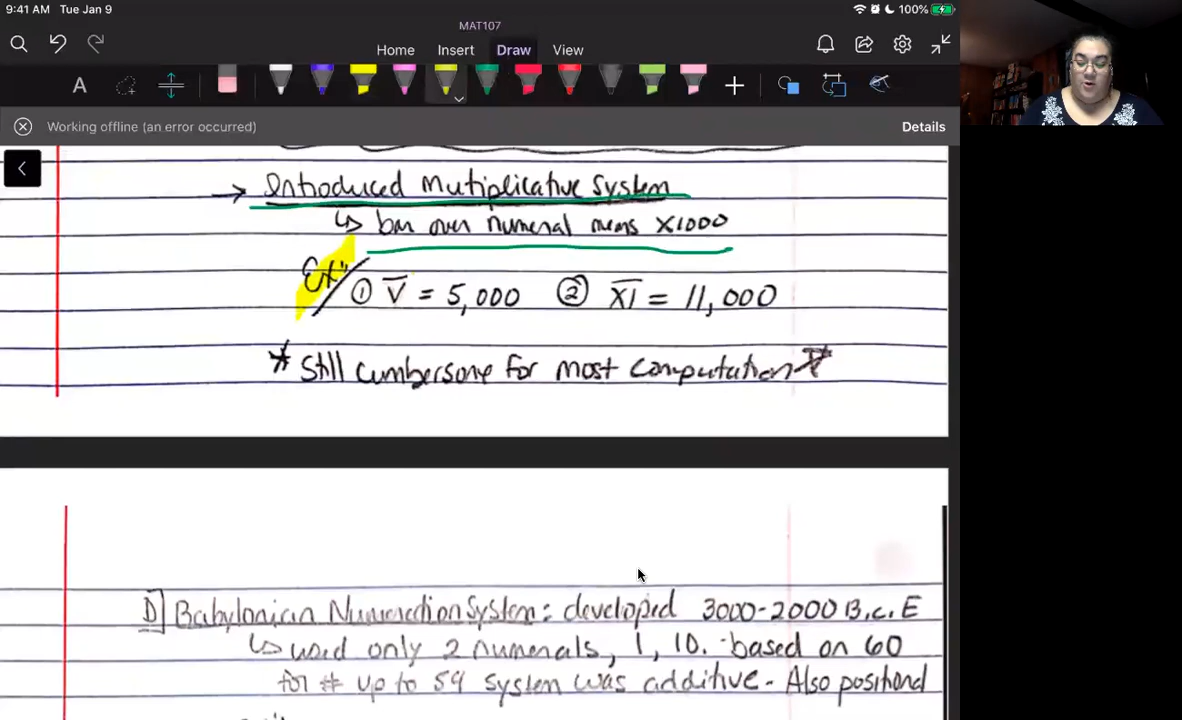 9:41 AM Tue Jan 9
100%
MAT107
Home Insert Draw View
Working offline (an error occurred)
Details
→ Introduced Mutiplicative System
↳ bar over numeral means X1000
Ex:/ ① V̅ = 5,000 ② X̅I̅ = 11,000
* Still cumbersome for most computation *
D] Babylonian Numeration System: developed 3000-2000 B.C.E
↳ used only 2 numerals, 1, 10. based on 60
for # up to 59 system was additive - Also positional